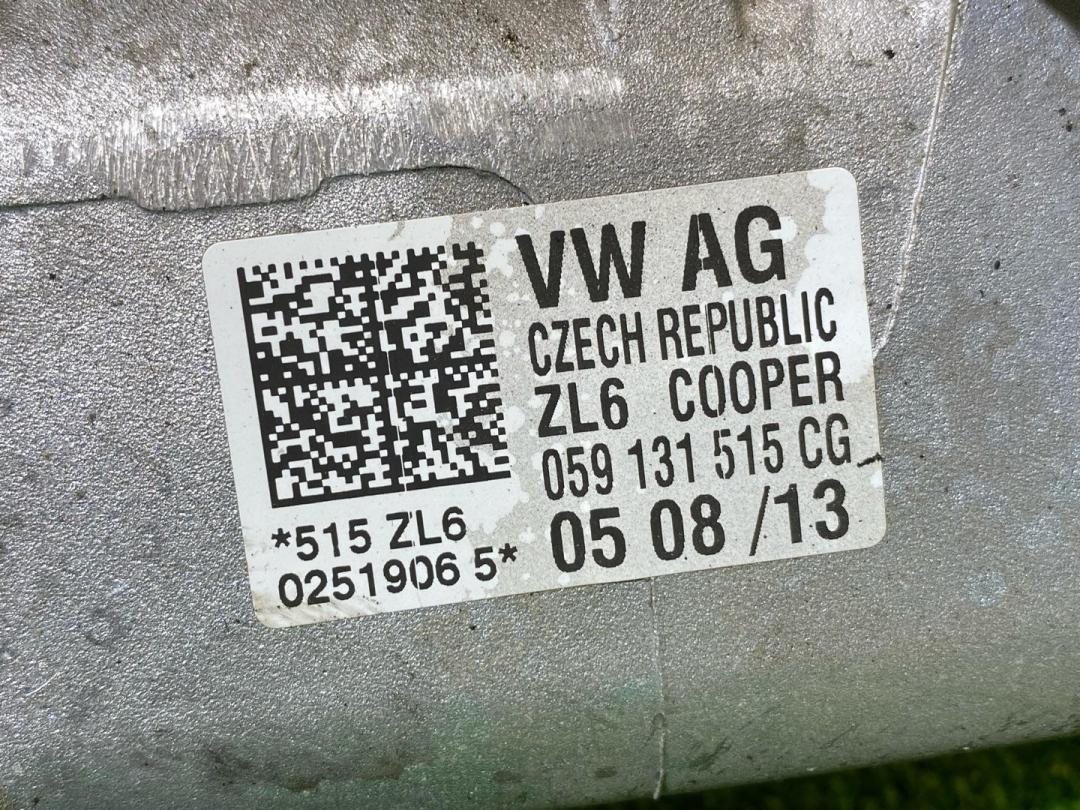 VW AG
CZECH REPUBLIC
ZL6 COOPER
059 131 515 CG
05 08 /13
*515 ZL6
0251906 5*